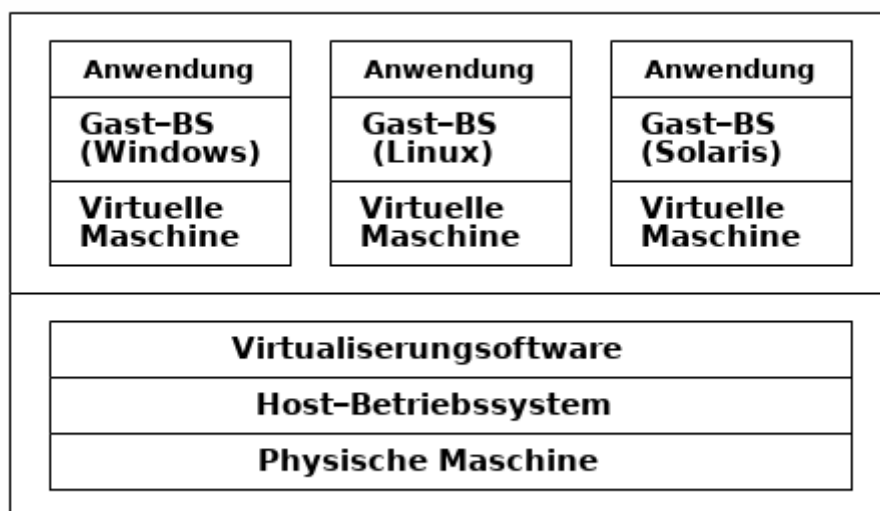 Anwendung
Gast–BS
(Windows)
Virtuelle
Maschine
Anwendung
Gast–BS
(Linux)
Virtuelle
Maschine
Anwendung
Gast–BS
(Solaris)
Virtuelle
Maschine
Virtualiserungsoftware
Host–Betriebssystem
Physische Maschine